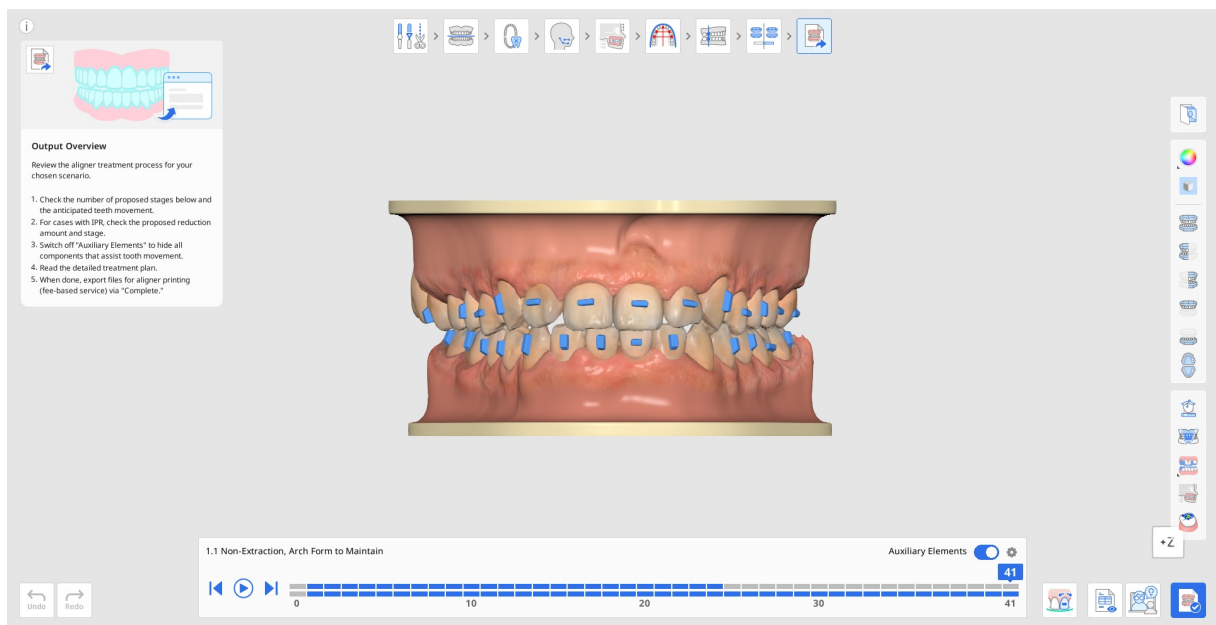 Output Overview
Review the aligner treatment process for your
chosen scenario.
1. Check the number of proposed stages below and
the anticipated teeth movement.
2. For cases with IPR, check the proposed reduction
amount and stage.
3. Switch off "Auxiliary Elements" to hide all
components that assist tooth movement.
4. Read the detailed treatment plan.
5. When done, export files for aligner printing
(fee-based service) via "Complete."
+Z
1.1 Non-Extraction, Arch Form to Maintain
Auxiliary Elements
41
0 10 20 30 41
Undo Redo